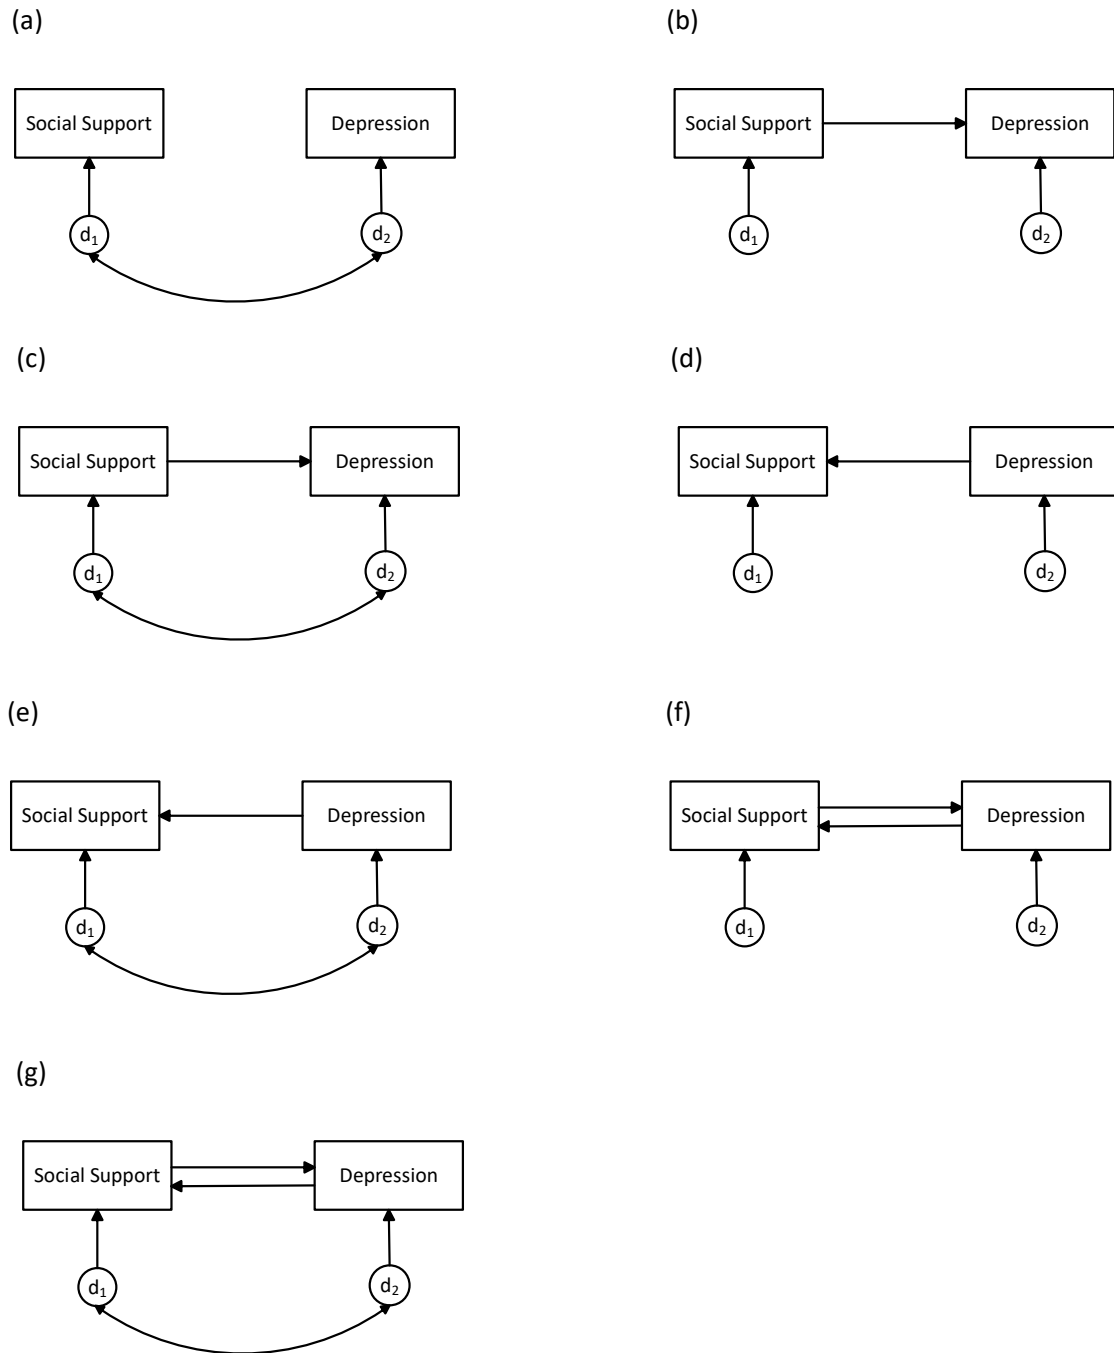 (a)
(b)
Social Support
Depression
Social Support
Depression
d₁
d₂
d₁
d₂
(c)
(d)
Social Support
Depression
Social Support
Depression
d₁
d₂
d₁
d₂
(e)
(f)
Social Support
Depression
Social Support
Depression
d₁
d₂
d₁
d₂
(g)
Social Support
Depression
d₁
d₂